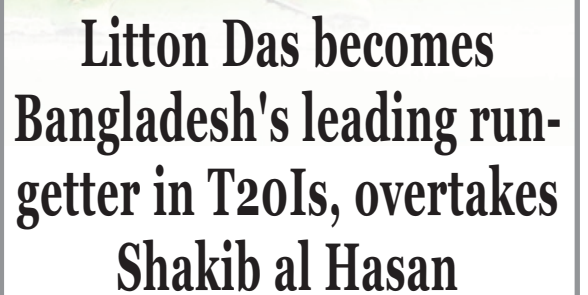 Litton Das becomes
Bangladesh's leading run-
getter in T20Is, overtakes
Shakib al Hasan